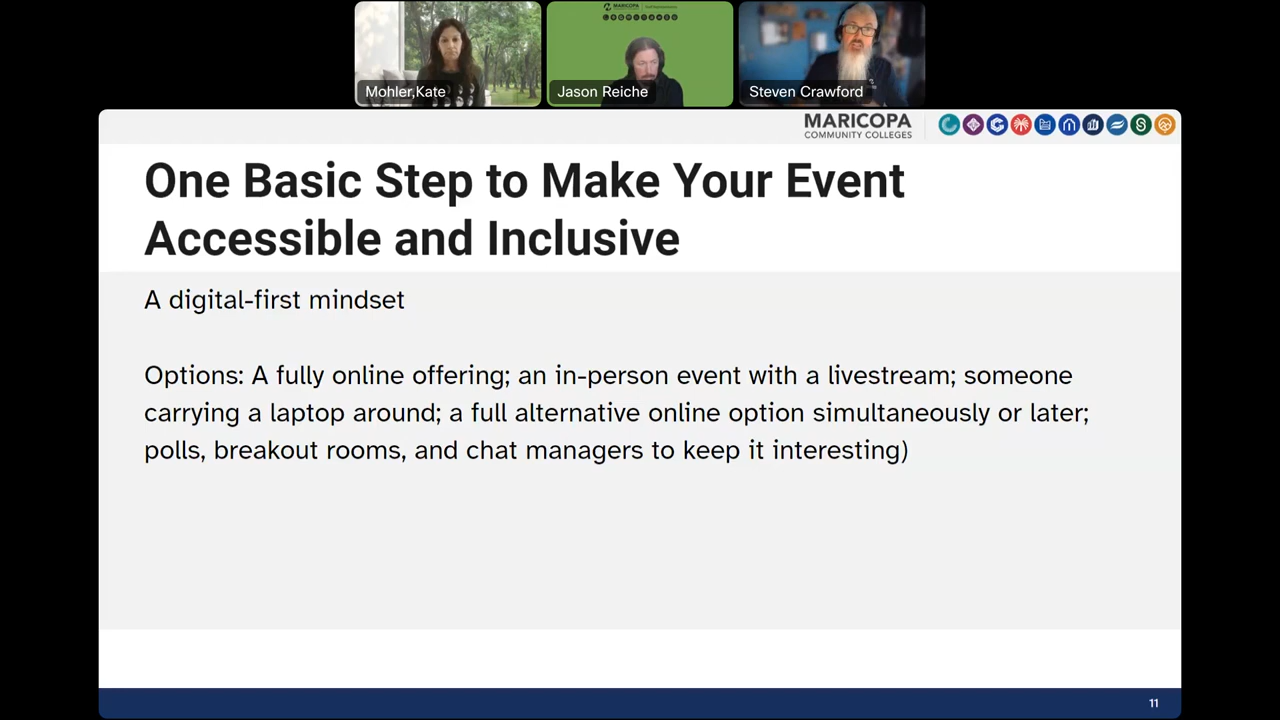 Mohler,Kate
MARICOPA
Jason Reiche
Steven Crawford
MARICOPA
COMMUNITY COLLEGES
One Basic Step to Make Your Event
Accessible and Inclusive
A digital-first mindset
Options: A fully online offering; an in-person event with a livestream; someone
carrying a laptop around; a full alternative online option simultaneously or later;
polls, breakout rooms, and chat managers to keep it interesting)
11